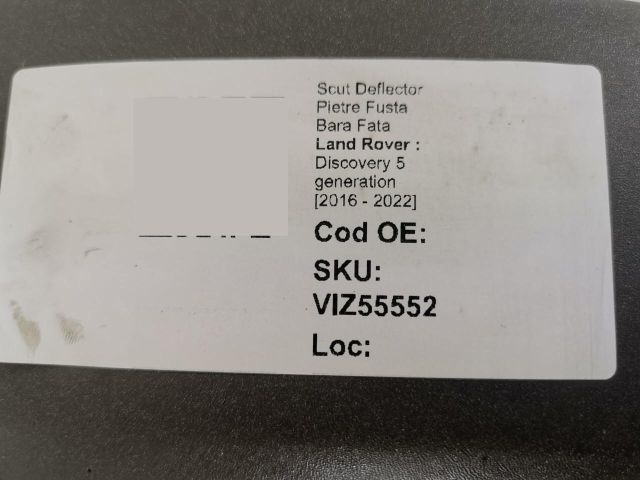 Scut Deflector
Pietre Fusta
Bara Fata
Land Rover :
Discovery 5
generation
[2016 - 2022]
Cod OE:
SKU:
VIZ55552
Loc: